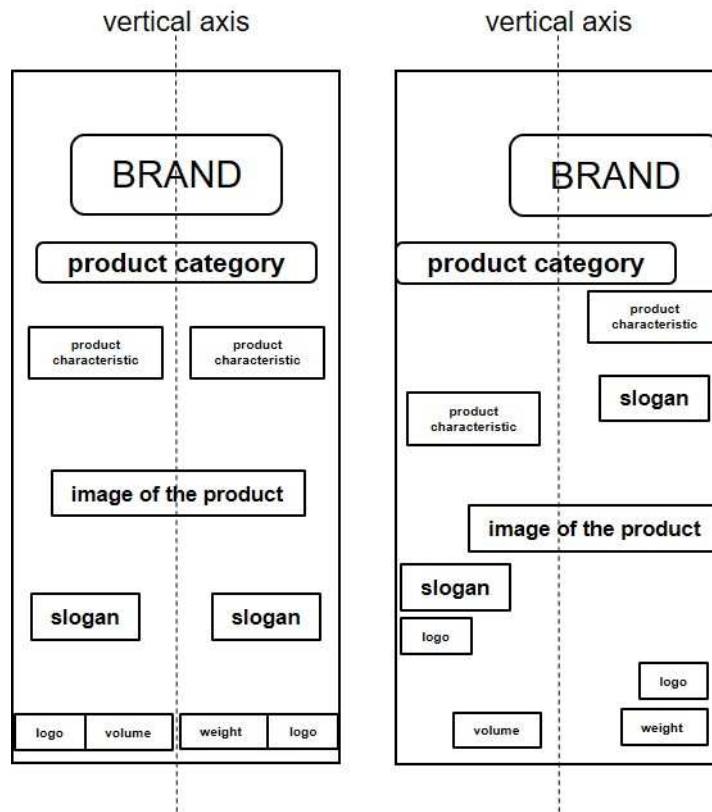 vertical axis
BRAND
product category
product
characteristic
product
characteristic
image of the product
slogan
slogan
logo
volume
weight
logo
vertical axis
BRAND
product category
product
characteristic
slogan
product
characteristic
image of the product
slogan
logo
logo
volume
weight